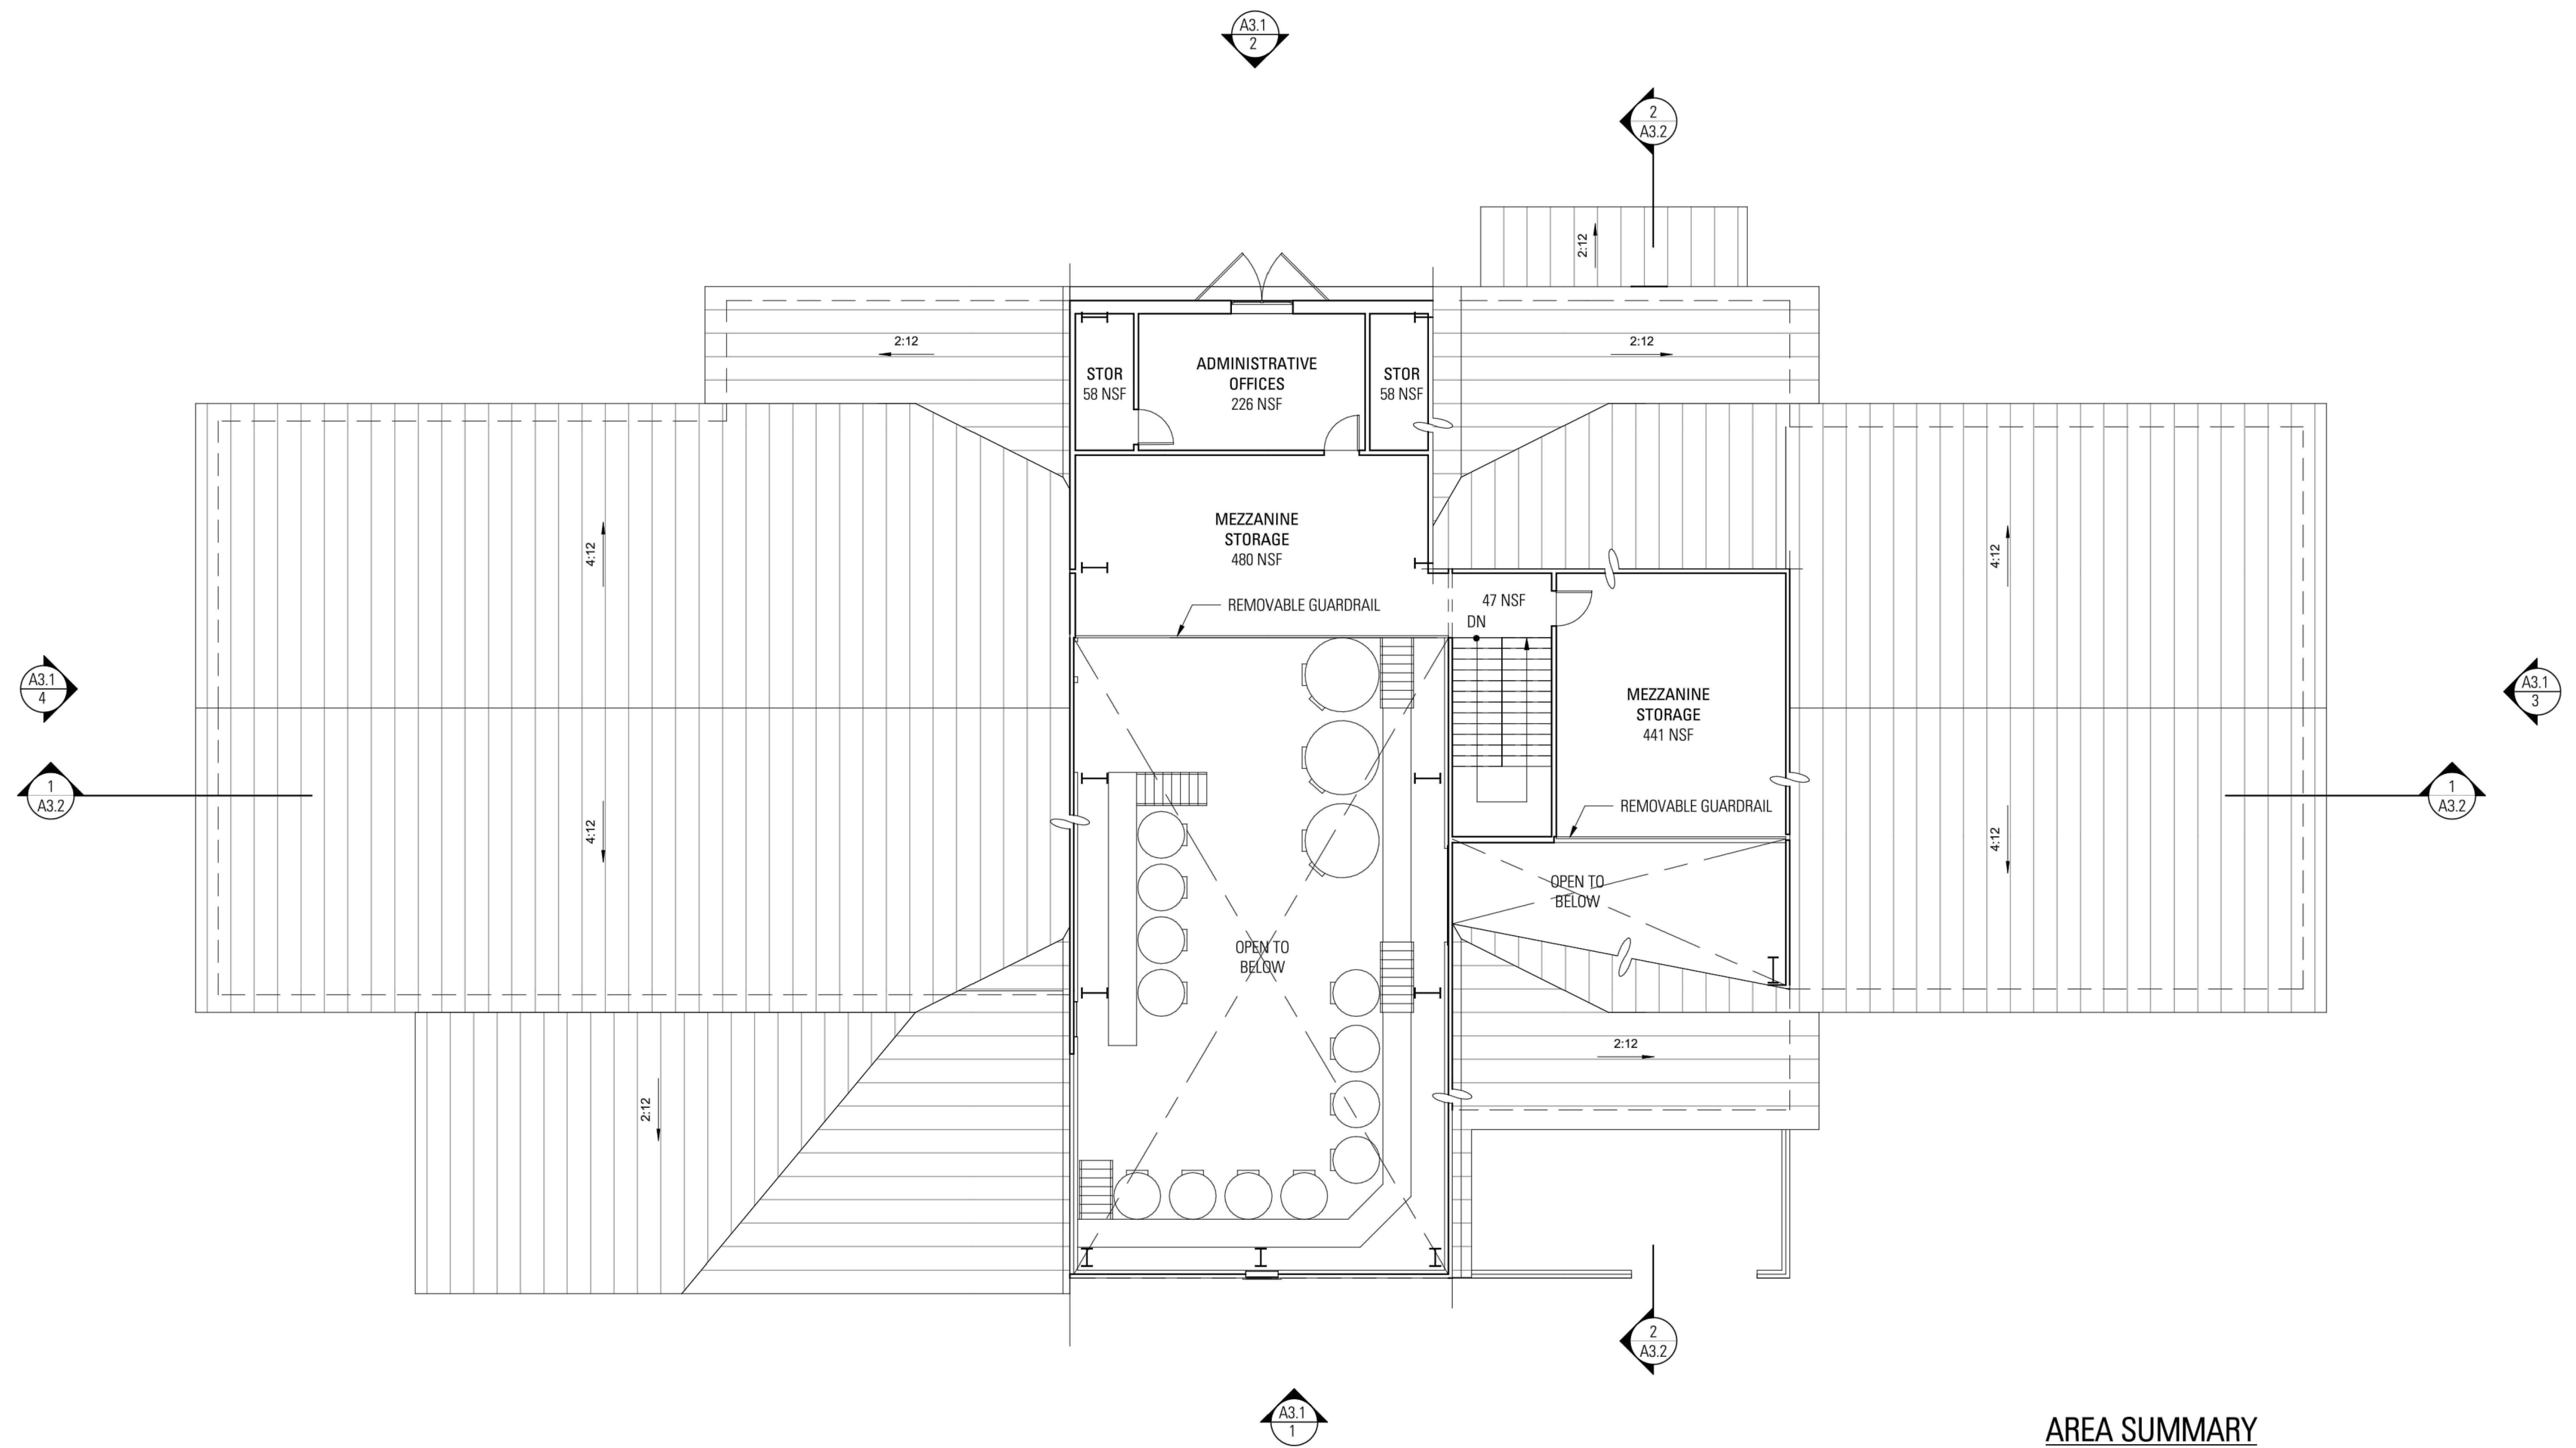 A3.1
2
2
A3.2
2:12
2:12
2:12
STOR
58 NSF
ADMINISTRATIVE
OFFICES
226 NSF
STOR
58 NSF
4:12
MEZZANINE
STORAGE
480 NSF
4:12
REMOVABLE GUARDRAIL
47 NSF
DN
A3.1
4
MEZZANINE
STORAGE
441 NSF
A3.1
3
1
A3.2
4:12
REMOVABLE GUARDRAIL
4:12
1
A3.2
OPEN TO
BELOW
OPEN TO
BELOW
2:12
2:12
2
A3.2
A3.1
1
AREA SUMMARY